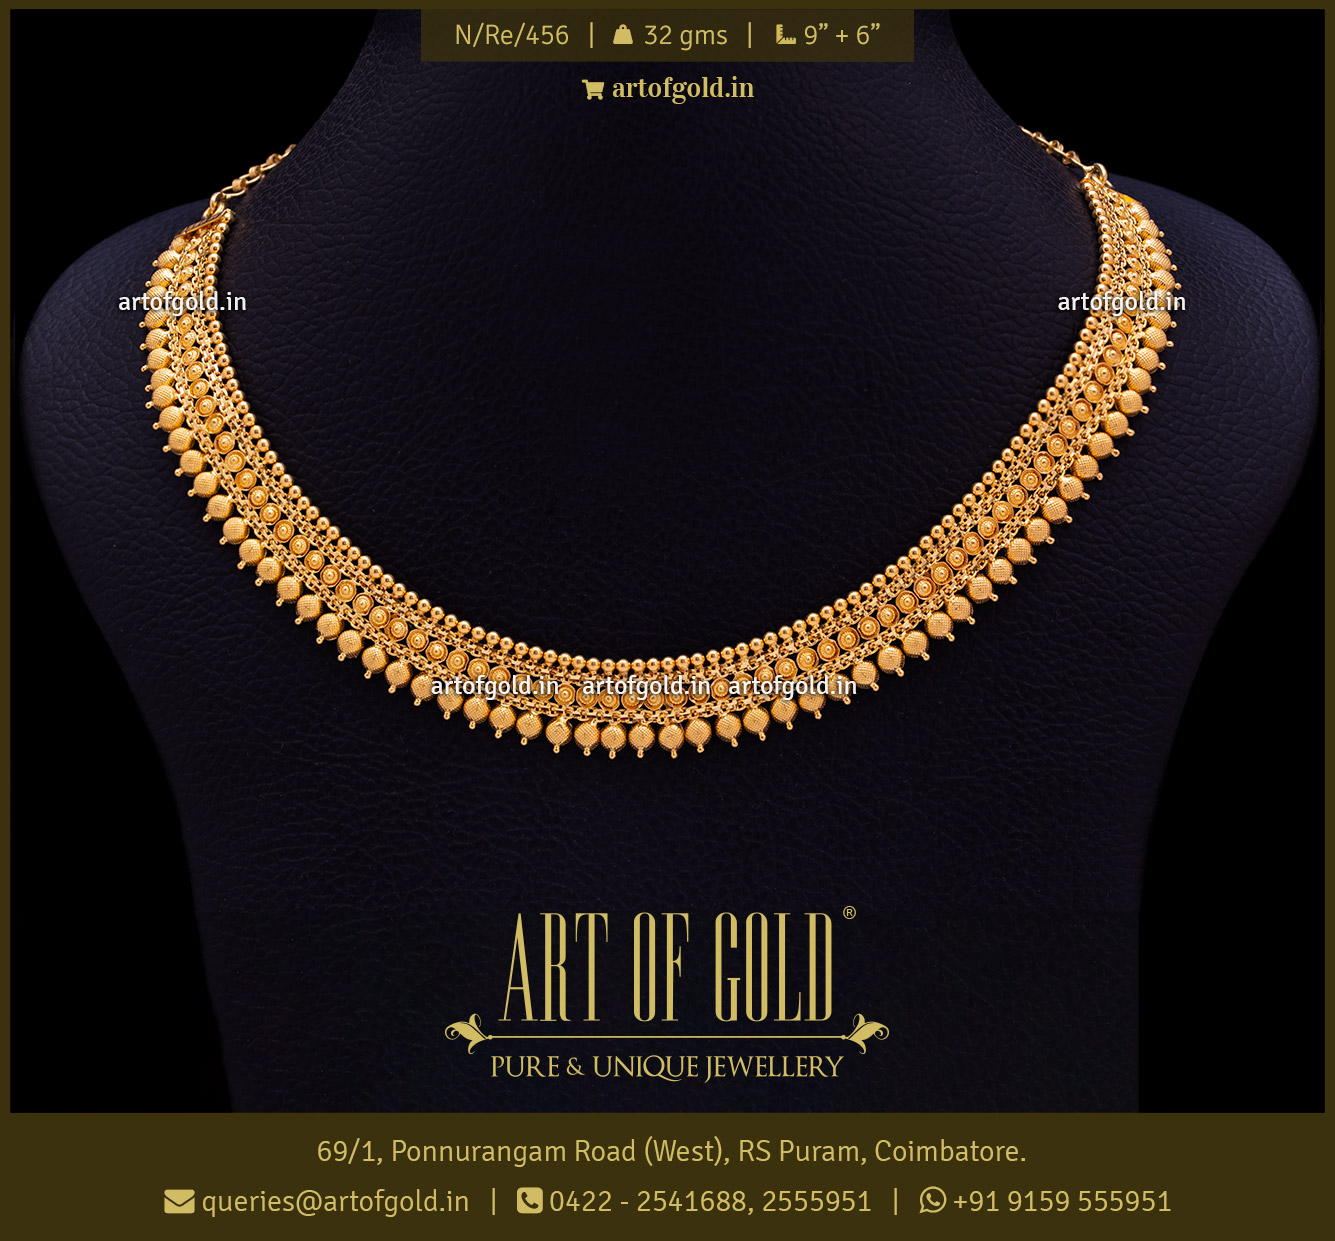 N/Re/456 | 32 gms | 9” + 6”
artofgold.in
artofgold.in artofgold.in
artofgold.in artofgold.in artofgold.in
ART OF GOLD ®
PURE & UNIQUE JEWELLERY
69/1, Ponnurangam Road (West), RS Puram, Coimbatore.
queries@artofgold.in | 0422 - 2541688, 2555951 | +91 9159 555951